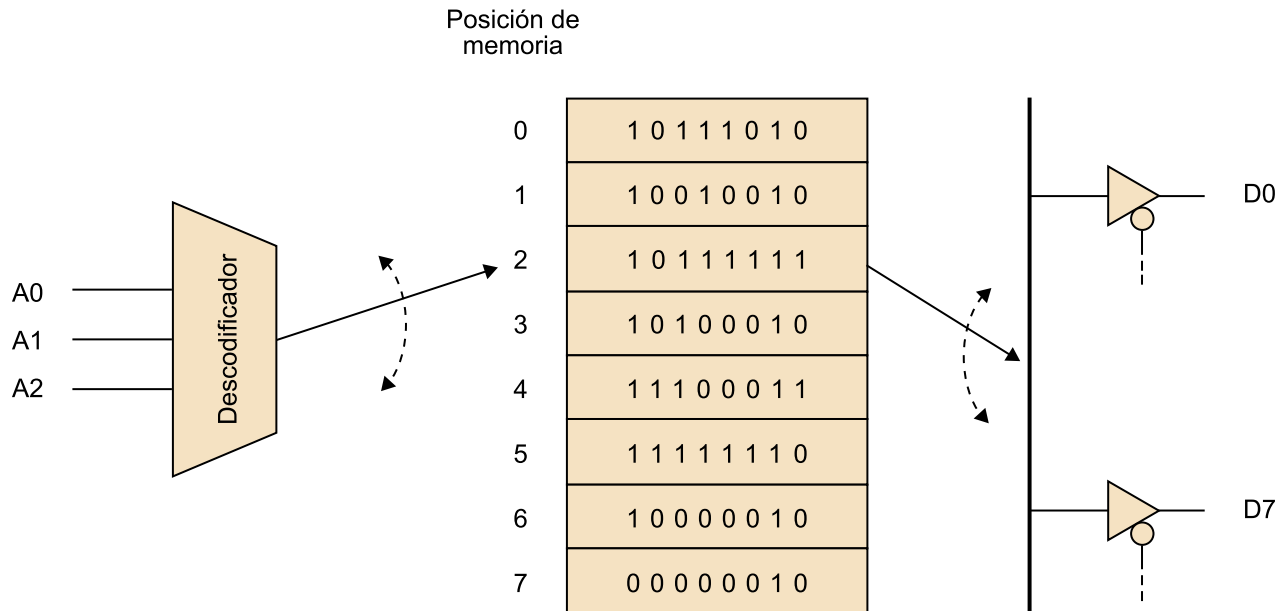 Posición de
memoria
0 1 0 1 1 1 0 1 0
1 1 0 0 1 0 0 1 0 D0
2 1 0 1 1 1 1 1 1
A0
3 1 0 1 0 0 0 1 0
A1
A2
Descodificador
4 1 1 1 0 0 0 1 1
5 1 1 1 1 1 1 1 0
6 1 0 0 0 0 0 1 0 D7
7 0 0 0 0 0 0 1 0